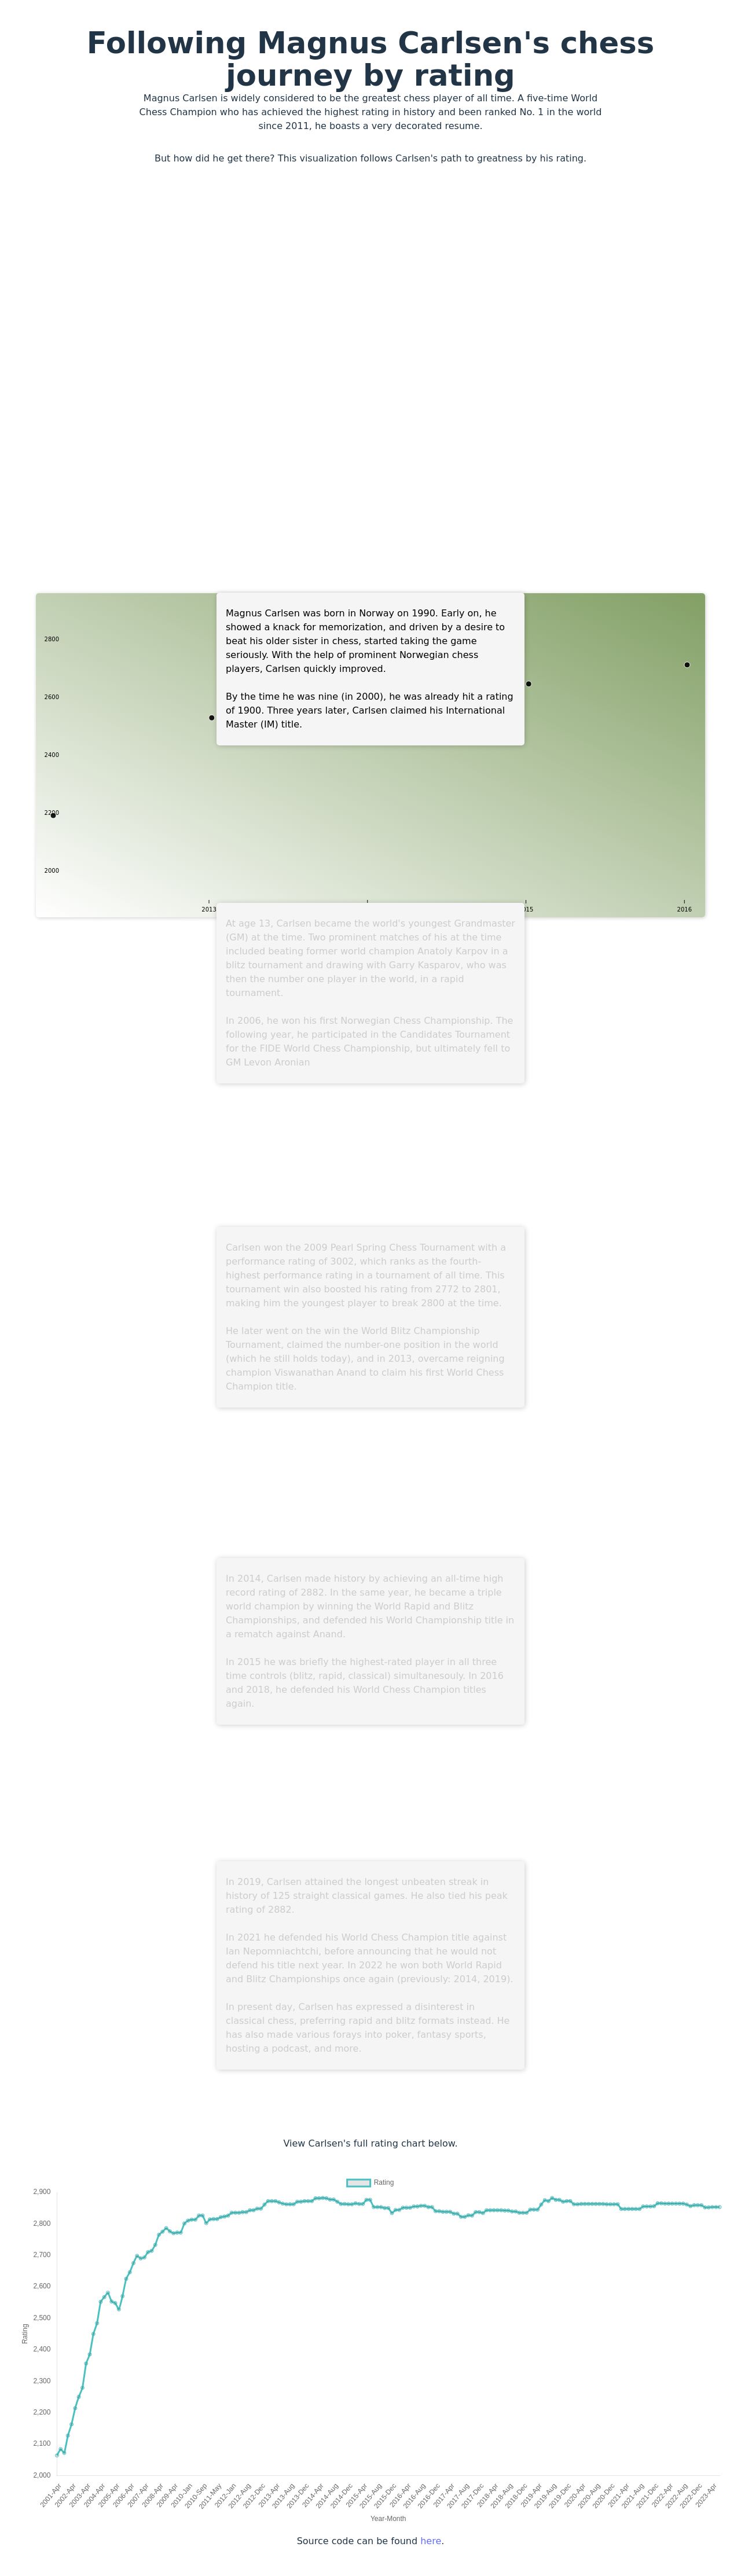 Following Magnus Carlsen's chess
journey by rating
Magnus Carlsen is widely considered to be the greatest chess player of all time. A five-time World
Chess Champion who has achieved the highest rating in history and been ranked No. 1 in the world
since 2011, he boasts a very decorated resume.
But how did he get there? This visualization follows Carlsen's path to greatness by his rating.
Magnus Carlsen was born in Norway on 1990. Early on, he
showed a knack for memorization, and driven by a desire to
beat his older sister in chess, started taking the game
seriously. With the help of prominent Norwegian chess
players, Carlsen quickly improved.
By the time he was nine (in 2000), he was already hit a rating
of 1900. Three years later, Carlsen claimed his International
Master (IM) title.
2800
2600
2400
2200
2000
2013
015
2016
At age 13, Carlsen became the world's youngest Grandmaster
(GM) at the time. Two prominent matches of his at the time
included beating former world champion Anatoly Karpov in a
blitz tournament and drawing with Garry Kasparov, who was
then the number one player in the world, in a rapid
tournament.
In 2006, he won his first Norwegian Chess Championship. The
following year, he participated in the Candidates Tournament
for the FIDE World Chess Championship, but ultimately fell to
GM Levon Aronian
Carlsen won the 2009 Pearl Spring Chess Tournament with a
performance rating of 3002, which ranks as the fourth-
highest performance rating in a tournament of all time. This
tournament win also boosted his rating from 2772 to 2801,
making him the youngest player to break 2800 at the time.
He later went on the win the World Blitz Championship
Tournament, claimed the number-one position in the world
(which he still holds today), and in 2013, overcame reigning
champion Viswanathan Anand to claim his first World Chess
Champion title.
In 2014, Carlsen made history by achieving an all-time high
record rating of 2882. In the same year, he became a triple
world champion by winning the World Rapid and Blitz
Championships, and defended his World Championship title in
a rematch against Anand.
In 2015 he was briefly the highest-rated player in all three
time controls (blitz, rapid, classical) simultanesouly. In 2016
and 2018, he defended his World Chess Champion titles
again.
In 2019, Carlsen attained the longest unbeaten streak in
history of 125 straight classical games. He also tied his peak
rating of 2882.
In 2021 he defended his World Chess Champion title against
Ian Nepomniachtchi, before announcing that he would not
defend his title next year. In 2022 he won both World Rapid
and Blitz Championships once again (previously: 2014, 2019).
In present day, Carlsen has expressed a disinterest in
classical chess, preferring rapid and blitz formats instead. He
has also made various forays into poker, fantasy sports,
hosting a podcast, and more.
View Carlsen's full rating chart below.
Rating
2,900
2,800
2,700
2,600
2,500
2,400
2,300
2,200
2,100
2,000
Rating
2001-Apr
2002-Apr
2003-Apr
2004-Apr
2005-Apr
2006-Apr
2007-Apr
2008-Apr
2009-Apr
2010-Jan
2010-Sep
2011-May
2012-Jan
2012-Aug
2012-Dec
2013-Apr
2013-Aug
2013-Dec
2014-Apr
2014-Aug
2014-Dec
2015-Apr
2015-Aug
2015-Dec
2016-Apr
2016-Aug
2016-Dec
2017-Apr
2017-Aug
2017-Dec
2018-Apr
2018-Aug
2018-Dec
2019-Apr
2019-Aug
2019-Dec
2020-Apr
2020-Aug
2020-Dec
2021-Apr
2021-Aug
2021-Dec
2022-Apr
2022-Aug
2022-Dec
2023-Apr
Year-Month
Source code can be found here.